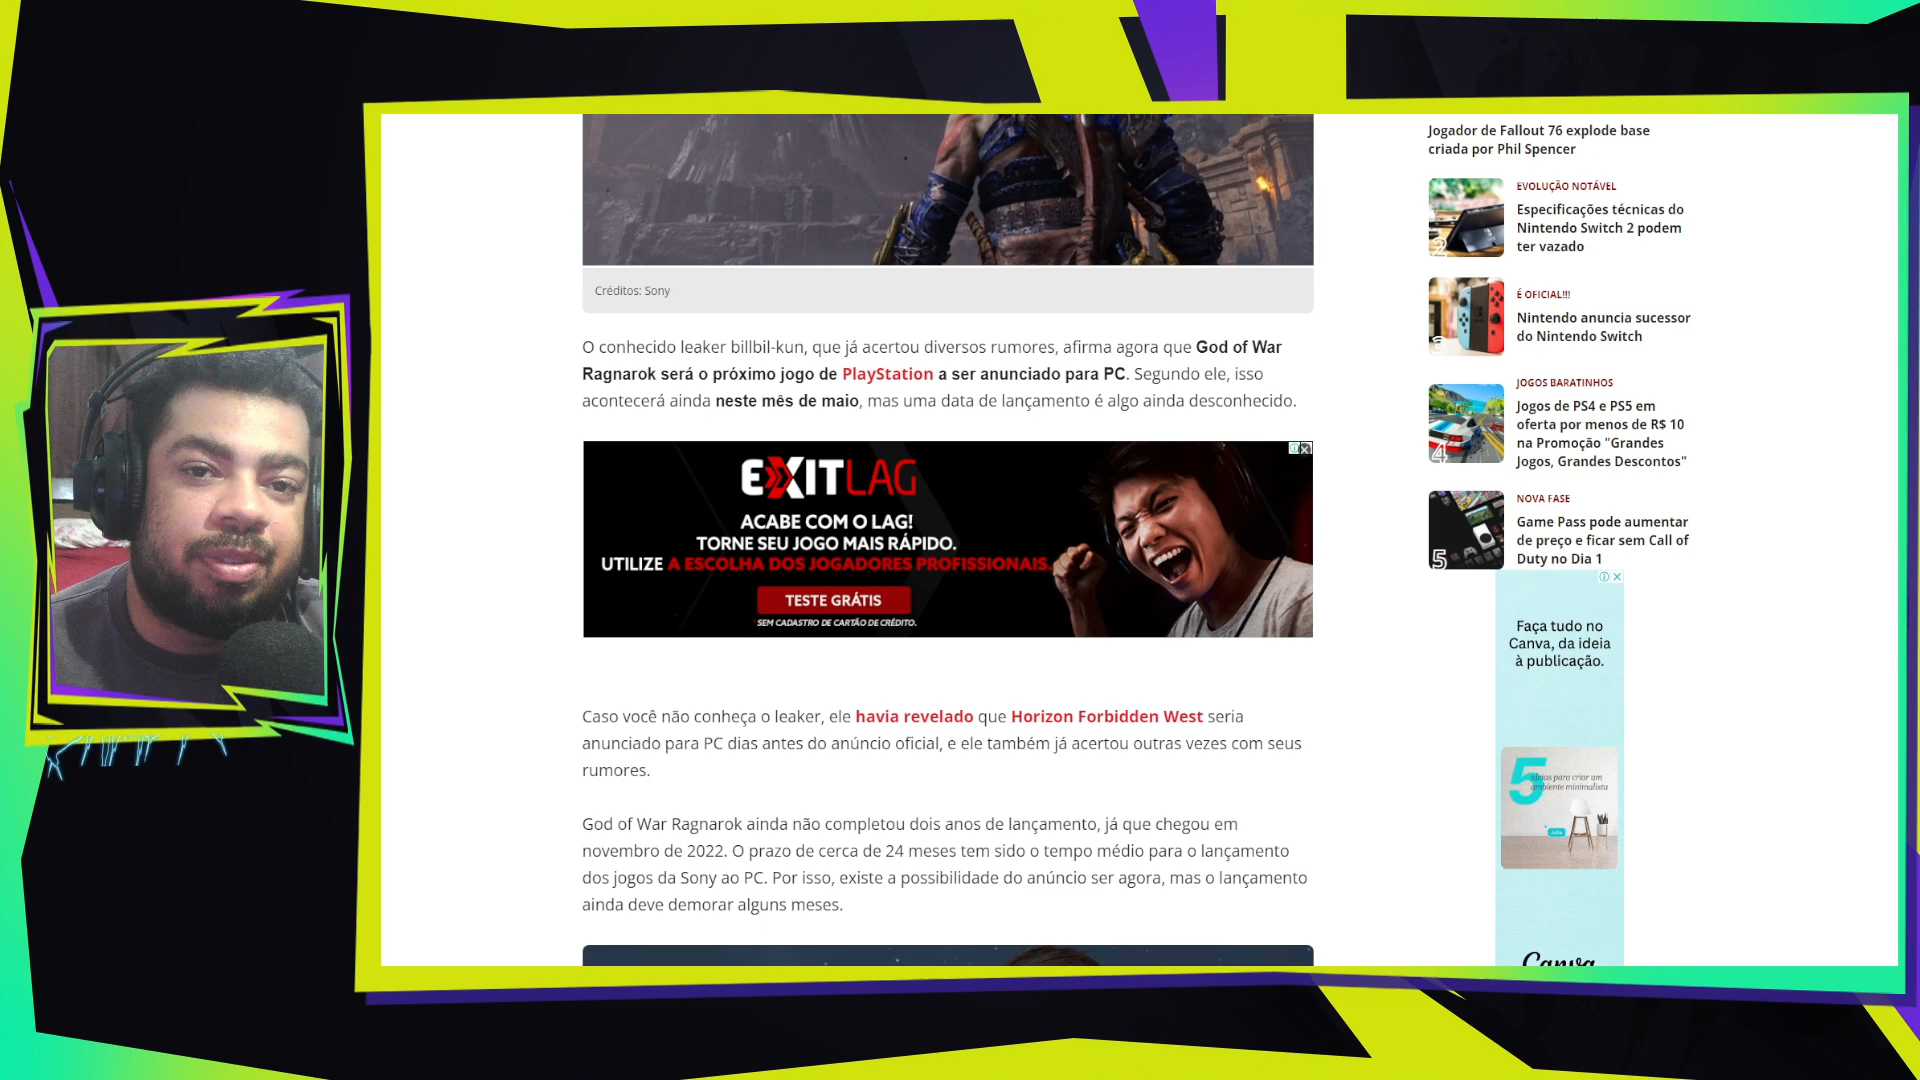 Créditos: Sony
O conhecido leaker billbil-kun, que já acertou diversos rumores, afirma agora que God of War
Ragnarok será o próximo jogo de PlayStation a ser anunciado para PC. Segundo ele, isso
acontecerá ainda neste mês de maio, mas uma data de lançamento é algo ainda desconhecido.
EXITLAG
ACABE COM O LAG!
TORNE SEU JOGO MAIS RÁPIDO.
UTILIZE A ESCOLHA DOS JOGADORES PROFISSIONAIS.
TESTE GRÁTIS
SEM CADASTRO DE CARTÃO DE CRÉDITO.
Caso você não conheça o leaker, ele havia revelado que Horizon Forbidden West seria
anunciado para PC dias antes do anúncio oficial, e ele também já acertou outras vezes com seus
rumores.
God of War Ragnarok ainda não completou dois anos de lançamento, já que chegou em
novembro de 2022. O prazo de cerca de 24 meses tem sido o tempo médio para o lançamento
dos jogos da Sony ao PC. Por isso, existe a possibilidade do anúncio ser agora, mas o lançamento
ainda deve demorar alguns meses.
Jogador de Fallout 76 explode base
criada por Phil Spencer
2
EVOLUÇÃO NOTÁVEL
Especificações técnicas do
Nintendo Switch 2 podem
ter vazado
3
É OFICIAL!!!
Nintendo anuncia sucessor
do Nintendo Switch
4
JOGOS BARATINHOS
Jogos de PS4 e PS5 em
oferta por menos de R$ 10
na Promoção "Grandes
Jogos, Grandes Descontos"
5
NOVA FASE
Game Pass pode aumentar
de preço e ficar sem Call of
Duty no Dia 1
Faça tudo no
Canva, da ideia
à publicação.
5 ideias para criar um
ambiente minimalista
Canva